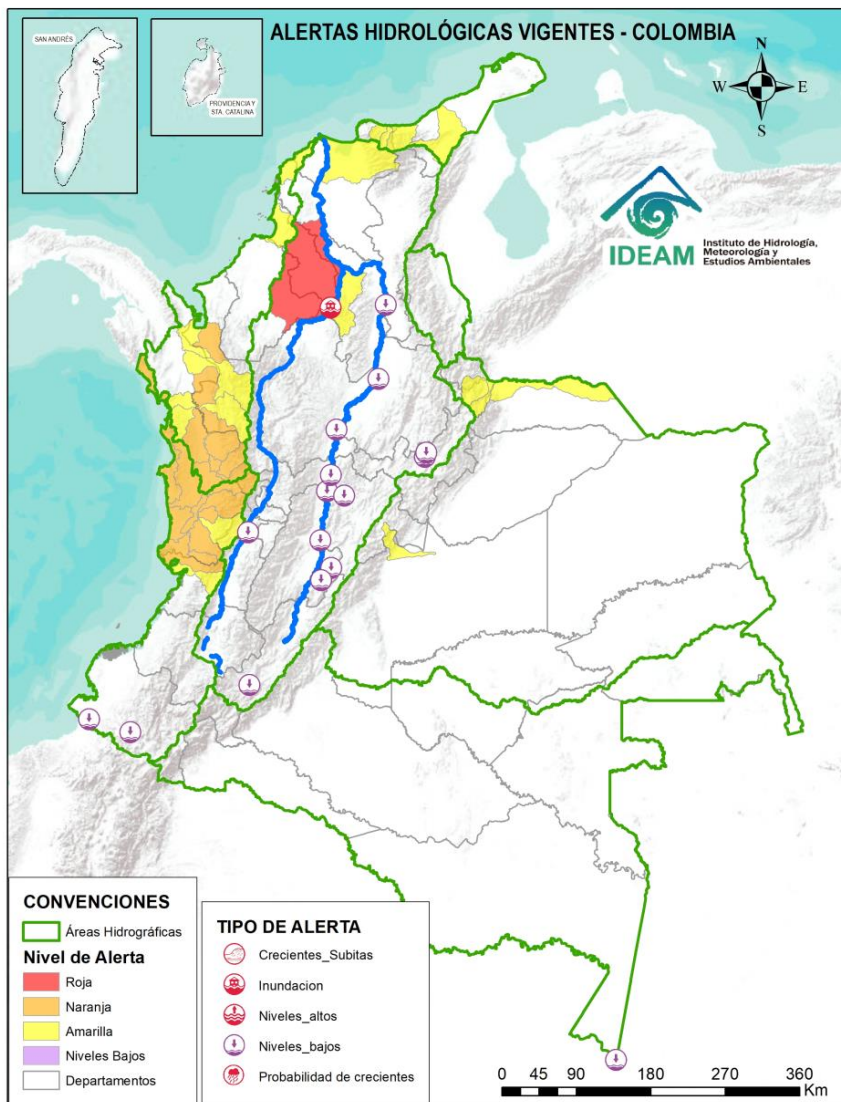 ALERTAS HIDROLÓGICAS VIGENTES - COLOMBIA
SAN ANDRÉS
PROVIDENCIA Y
STA. CATALINA
N
W
E
S
IDEAM
Instituto de Hidrología,
Meteorología y
Estudios Ambientales
CONVENCIONES
Áreas Hidrográficas
Nivel de Alerta
Roja
Naranja
Amarilla
Niveles Bajos
Departamentos
TIPO DE ALERTA
Crecientes_Subitas
Inundacion
Niveles_altos
Niveles_bajos
Probabilidad de crecientes
0 45 90 180 270 360
Km